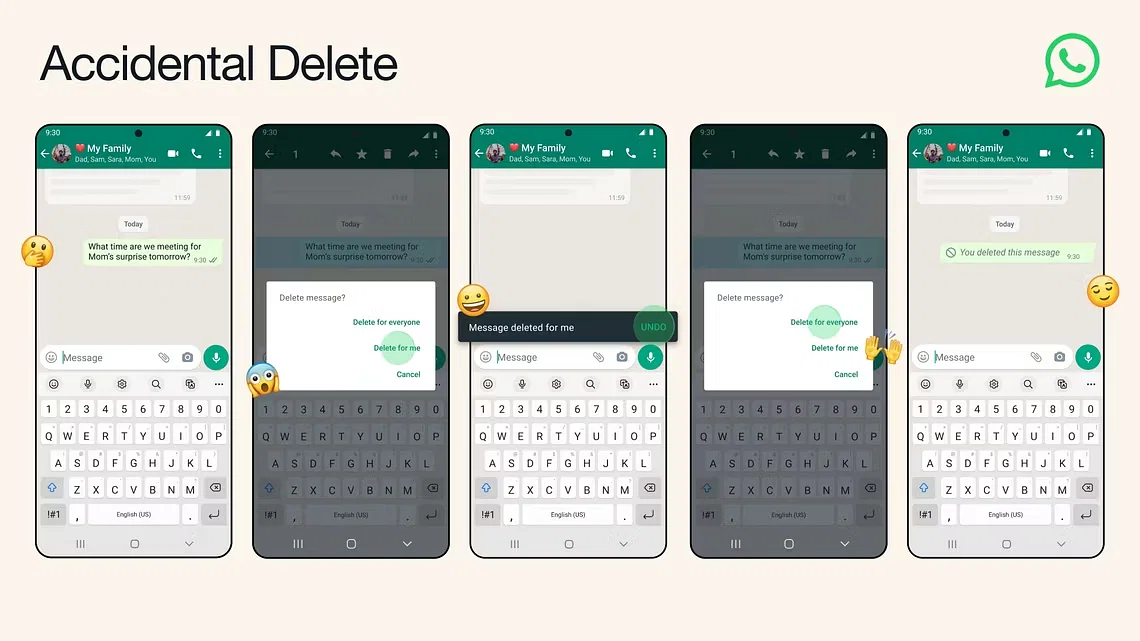 Accidental Delete
9:30
❤️ My Family
Dad, Sam, Sara, Mom, You
11:59
Today
What time are we meeting for
Mom's surprise tomorrow? 9:30
Message
1 2 3 4 5 6 7 8 9 0
Q W E R T Y U I O P
A S D F G H J K L
Z X C V B N M
!#1 , English (US) .
9:30
1
11:59
Today
What time are we meeting for
Mom's surprise tomorrow? 9:30
Delete message?
Delete for everyone
Delete for me
Cancel
1 2 3 4 5 6 7 8 9 0
Q W E R T Y U I O P
A S D F G H J K L
Z X C V B N M
!#1 , English (US) .
9:30
❤️ My Family
Dad, Sam, Sara, Mom, You
11:59
Message deleted for me UNDO
Message
1 2 3 4 5 6 7 8 9 0
Q W E R T Y U I O P
A S D F G H J K L
Z X C V B N M
!#1 , English (US) .
9:30
1
11:59
Today
What time are we meeting for
Mom's surprise tomorrow? 9:30
Delete message?
Delete for everyone
Delete for me
Cancel
1 2 3 4 5 6 7 8 9 0
Q W E R T Y U I O P
A S D F G H J K L
Z X C V B N M
!#1 , English (US) .
9:30
❤️ My Family
Dad, Sam, Sara, Mom, You
11:59
Today
You deleted this message 9:30
Message
1 2 3 4 5 6 7 8 9 0
Q W E R T Y U I O P
A S D F G H J K L
Z X C V B N M
!#1 , English (US) .